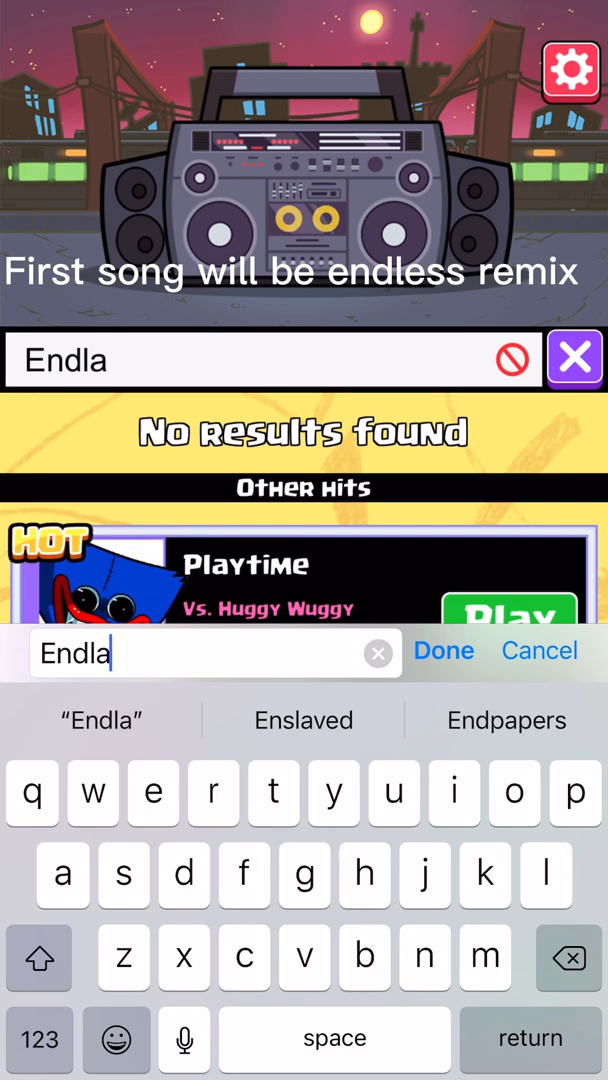 First song will be endless remix
Endla
No results found
Other hits
HOT
Playtime
Vs. Huggy Wuggy
Play
Endla
Done
Cancel
“Endla”
Enslaved
Endpapers
q w e r t y u i o p
a s d f g h j k l
z x c v b n m
123
space
return